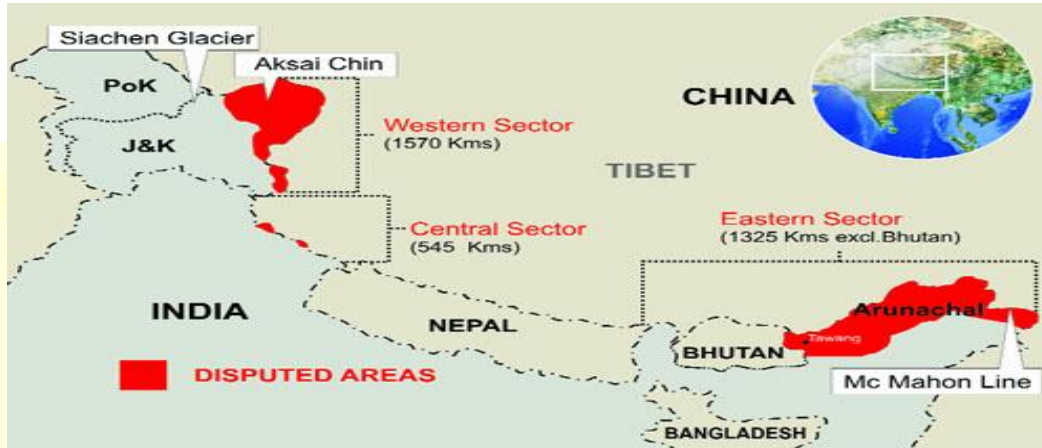 Siachen Glacier
Aksai Chin
PoK
CHINA
Western Sector
(1570 Kms)
J&K
TIBET
Central Sector
(545 Kms)
Eastern Sector
(1325 Kms excl.Bhutan)
INDIA
NEPAL
Arunachal
Tawang
BHUTAN
DISPUTED AREAS
Mc Mahon Line
BANGLADESH